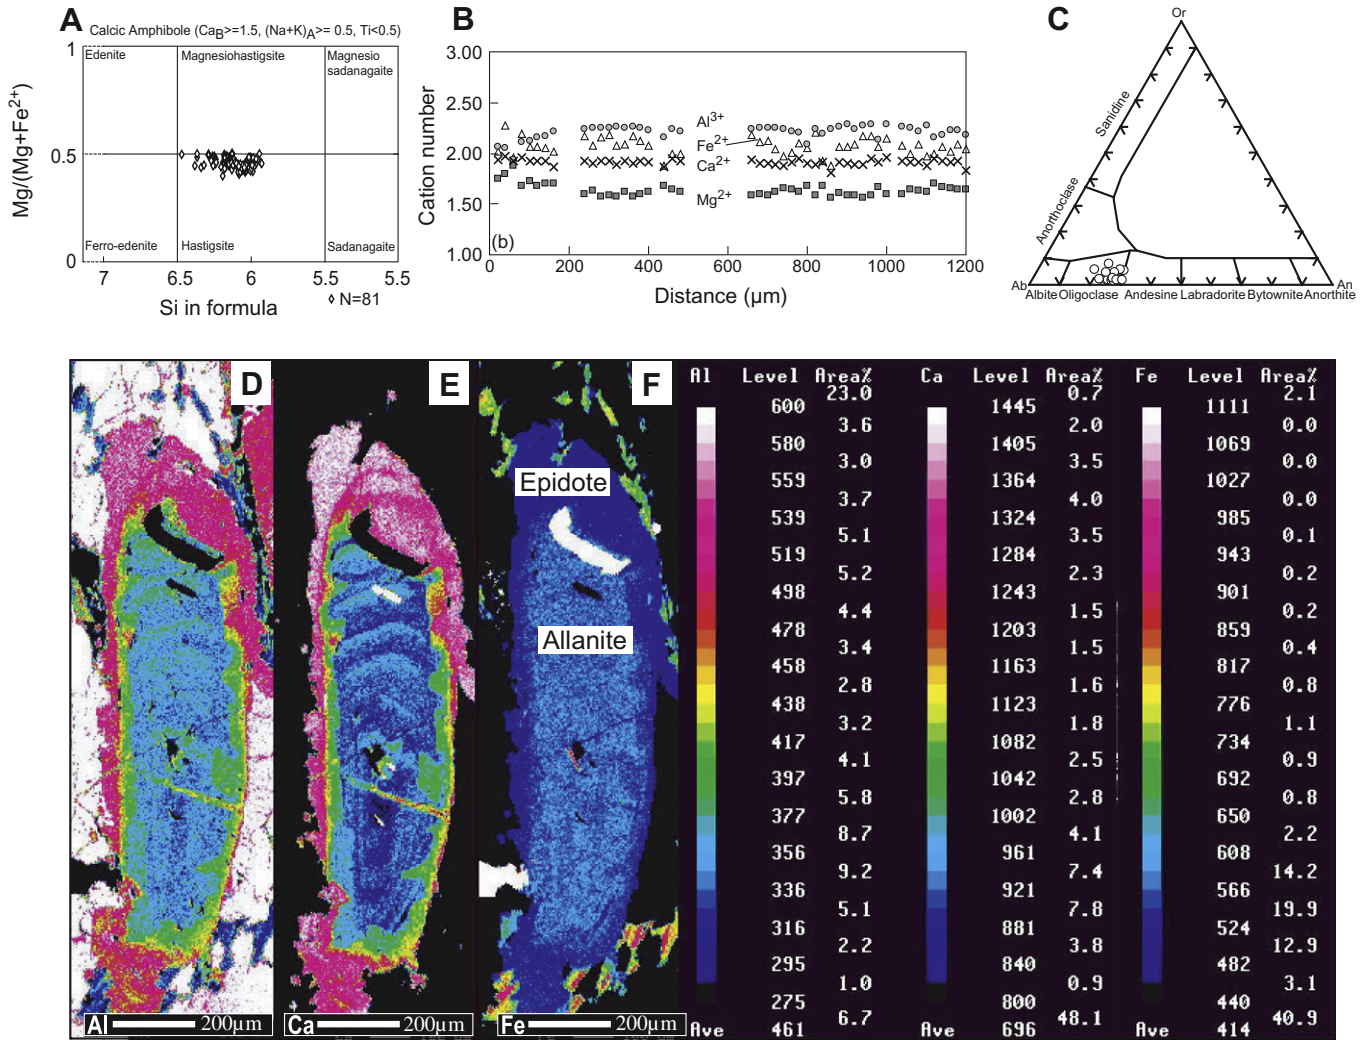 A
Calcic Amphibole (CaB>=1.5, (Na+K)A>= 0.5, Ti<0.5)
1
Edenite
Magnesiohastigsite
Magnesio
sadanagaite
Mg/(Mg+Fe2+)
0.5
Ferro-edenite
Hastigsite
Sadanagaite
0
7
6.5
6
5.5
5.5
Si in formula
N=81
B
3.00
2.50
2.00
1.50
1.00
Cation number
Al3+
Fe2+
Ca2+
Mg2+
(b)
0
200
400
600
800
1000
1200
Distance (µm)
C
Or
Sanidine
Anorthoclase
Ab
An
Albite Oligoclase Andesine Labradorite Bytownite Anorthite
D
Al
200µm
E
Ca
200µm
F
Epidote
Allanite
Fe
200µm
Al Level Area%
23.0
600
3.6
580
3.0
559
3.7
539
5.1
519
5.2
498
4.4
478
3.4
458
2.8
438
3.2
417
4.1
397
5.8
377
8.7
356
9.2
336
5.1
316
2.2
295
1.0
275
6.7
Ave 461
Ca Level Area%
0.7
1445
2.0
1405
3.5
1364
4.0
1324
3.5
1284
2.3
1243
1.5
1203
1.5
1163
1.6
1123
1.8
1082
2.5
1042
2.8
1002
4.1
961
7.4
921
7.8
881
3.8
840
0.9
800
48.1
Ave 696
Fe Level Area%
2.1
1111
0.0
1069
0.0
1027
0.0
985
0.1
943
0.2
901
0.2
859
0.4
817
0.8
776
1.1
734
0.9
692
0.8
650
2.2
608
14.2
566
19.9
524
12.9
482
3.1
440
40.9
Ave 414